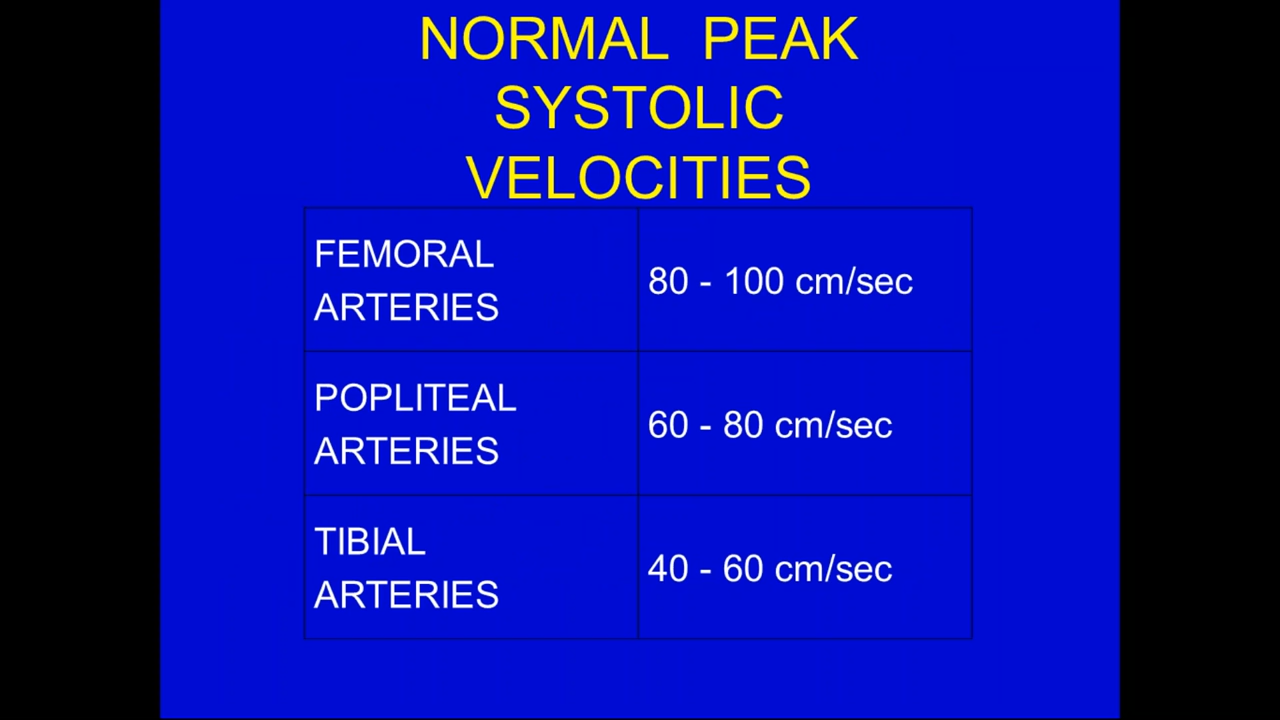 NORMAL PEAK
SYSTOLIC
VELOCITIES
FEMORAL
ARTERIES
80 - 100 cm/sec
POPLITEAL
ARTERIES
60 - 80 cm/sec
TIBIAL
ARTERIES
40 - 60 cm/sec